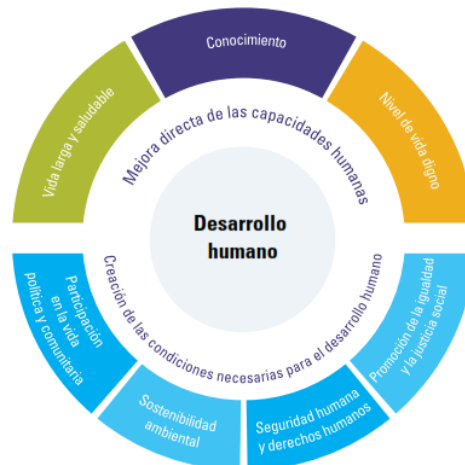 Conocimiento
Vida larga y saludable
Nivel de vida digno
Mejora directa de las capacidades humanas
Desarrollo
humano
Creación de las condiciones necesarias para el desarrollo humano
Participación
en la vida
política y comunitaria
Sostenibilidad
ambiental
Seguridad humana
y derechos humanos
Promoción de la igualdad
y la justicia social